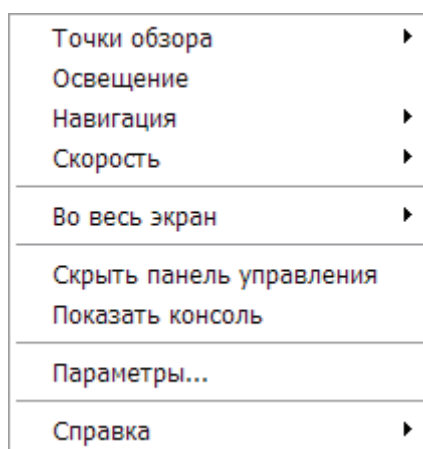 Точки обзора
Освещение
Навигация
Скорость
Во весь экран
Скрыть панель управления
Показать консоль
Параметры...
Справка